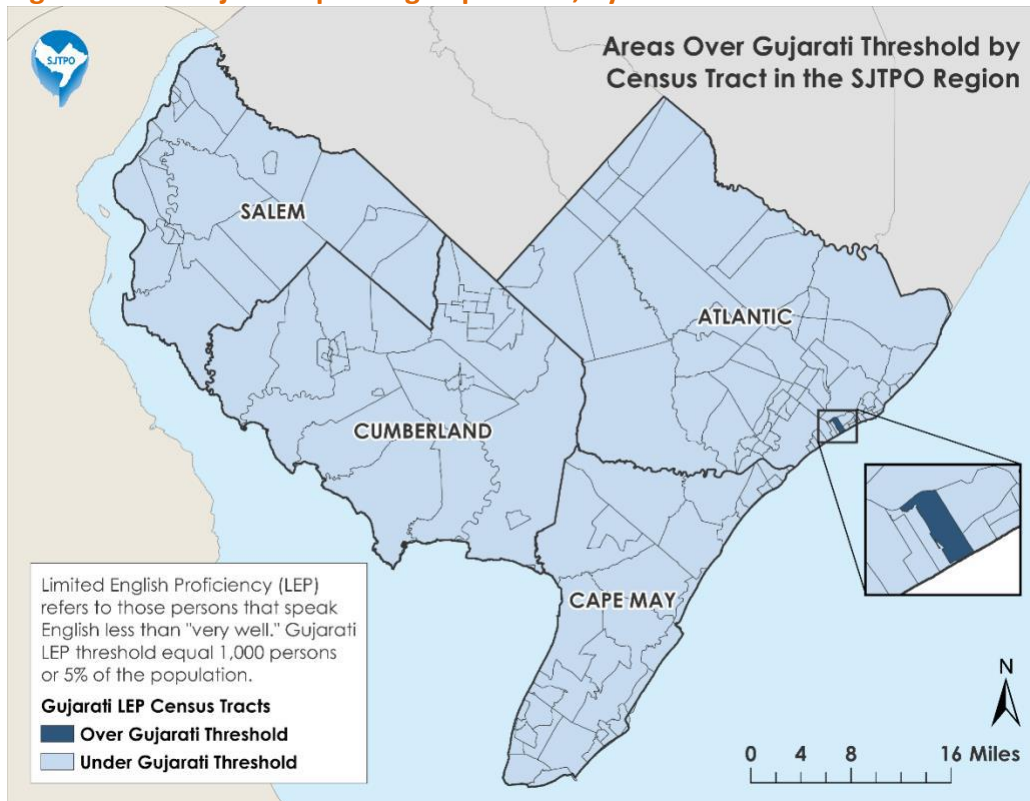 SJTPO
Areas Over Gujarati Threshold by
Census Tract in the SJTPO Region
SALEM
ATLANTIC
CUMBERLAND
CAPE MAY
Limited English Proficiency (LEP)
refers to those persons that speak
English less than "very well." Gujarati
LEP threshold equal 1,000 persons
or 5% of the population.
Gujarati LEP Census Tracts
Over Gujarati Threshold
Under Gujarati Threshold
N
0 4 8 16 Miles